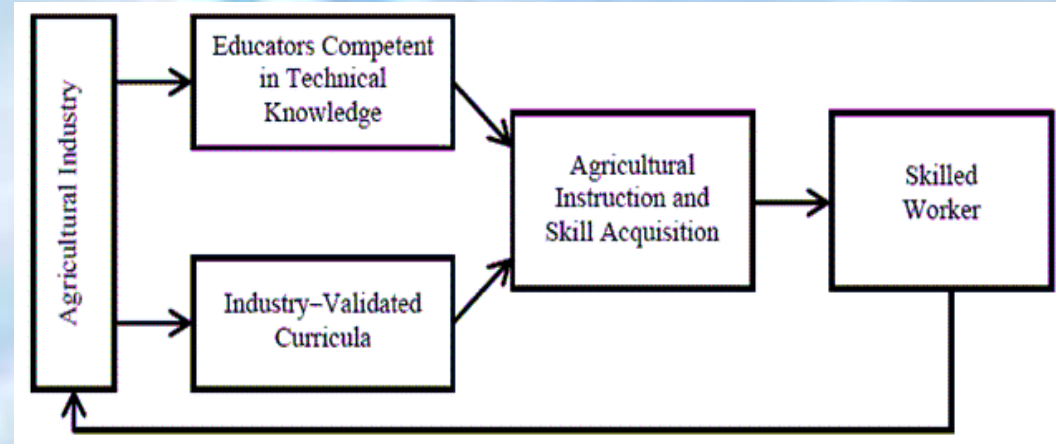 Agricultural Industry
Educators Competent
in Technical
Knowledge
Industry–Validated
Curricula
Agricultural
Instruction and
Skill Acquisition
Skilled
Worker